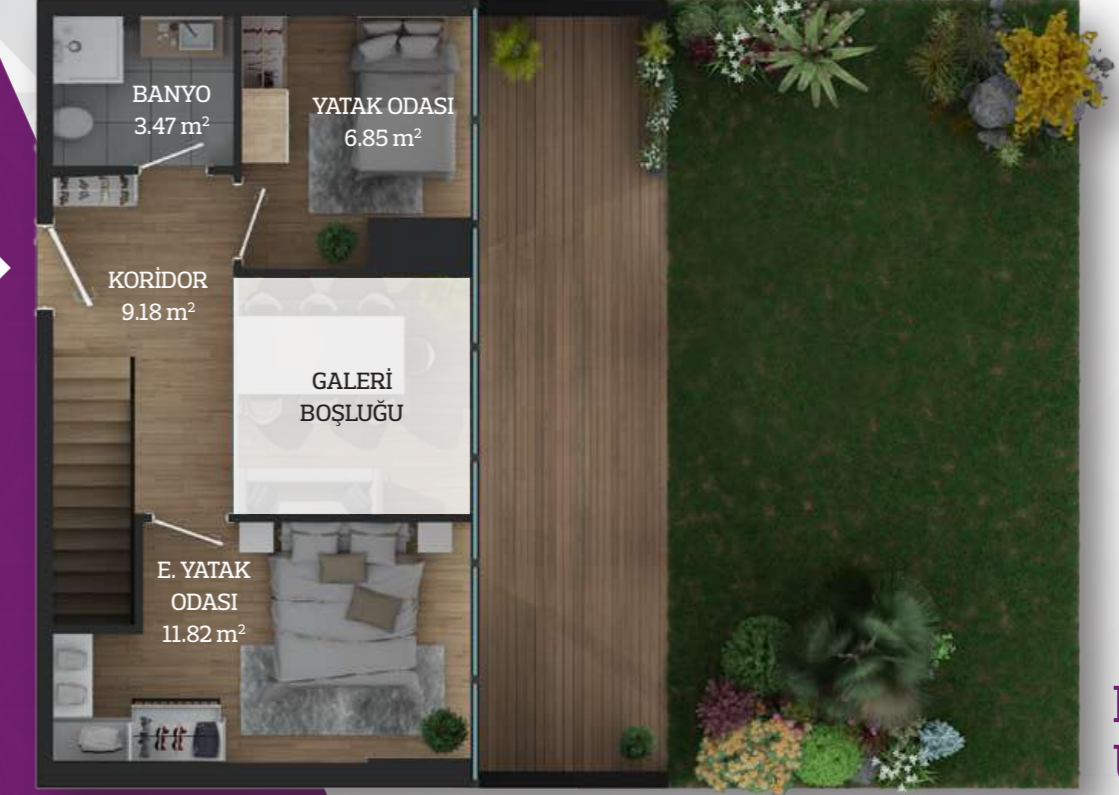 BANYO
3.47 m²
YATAK ODASI
6.85 m²
KORİDOR
9.18 m²
GALERİ
BOŞLUĞU
E. YATAK
ODASI
11.82 m²